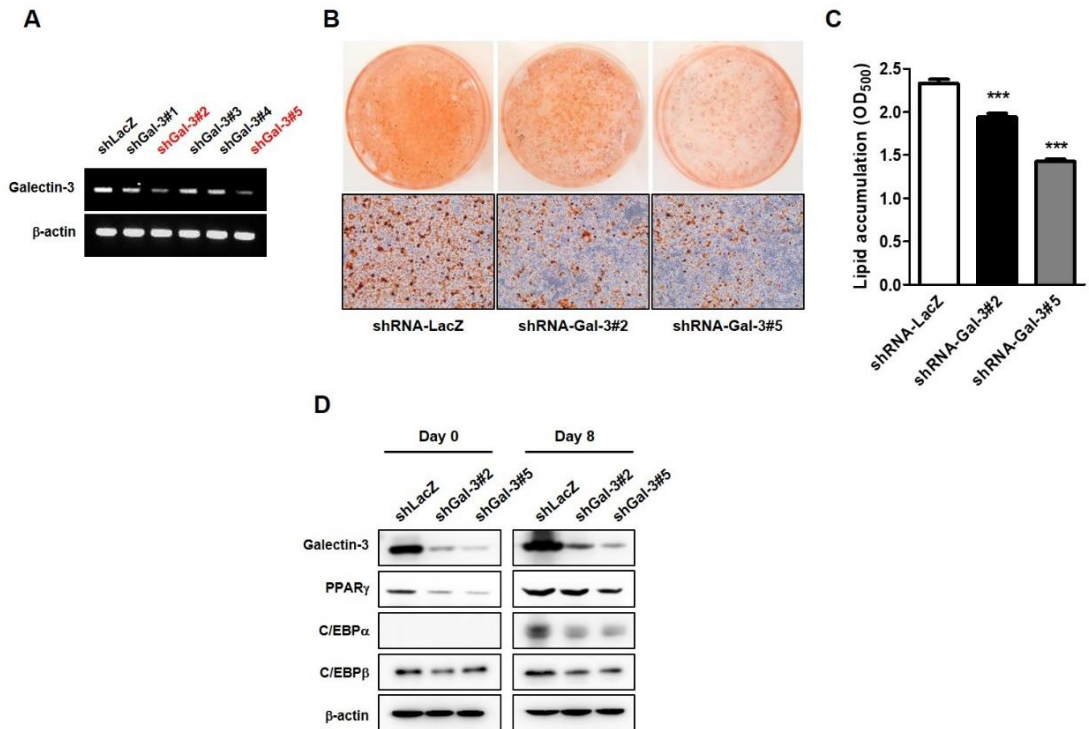 A
shLacZ
shGal-3#1
shGal-3#2
shGal-3#3
shGal-3#4
shGal-3#5
Galectin-3
β-actin
B
shRNA-LacZ shRNA-Gal-3#2 shRNA-Gal-3#5
C
Lipid accumulation (OD500)
2.5
2.0
1.5
1.0
0.5
0.0
***
***
shRNA-LacZ
shRNA-Gal-3#2
shRNA-Gal-3#5
D
Day 0 Day 8
shLacZ
shGal-3#2
shGal-3#5
shLacZ
shGal-3#2
shGal-3#5
Galectin-3
PPARγ
C/EBPα
C/EBPβ
β-actin